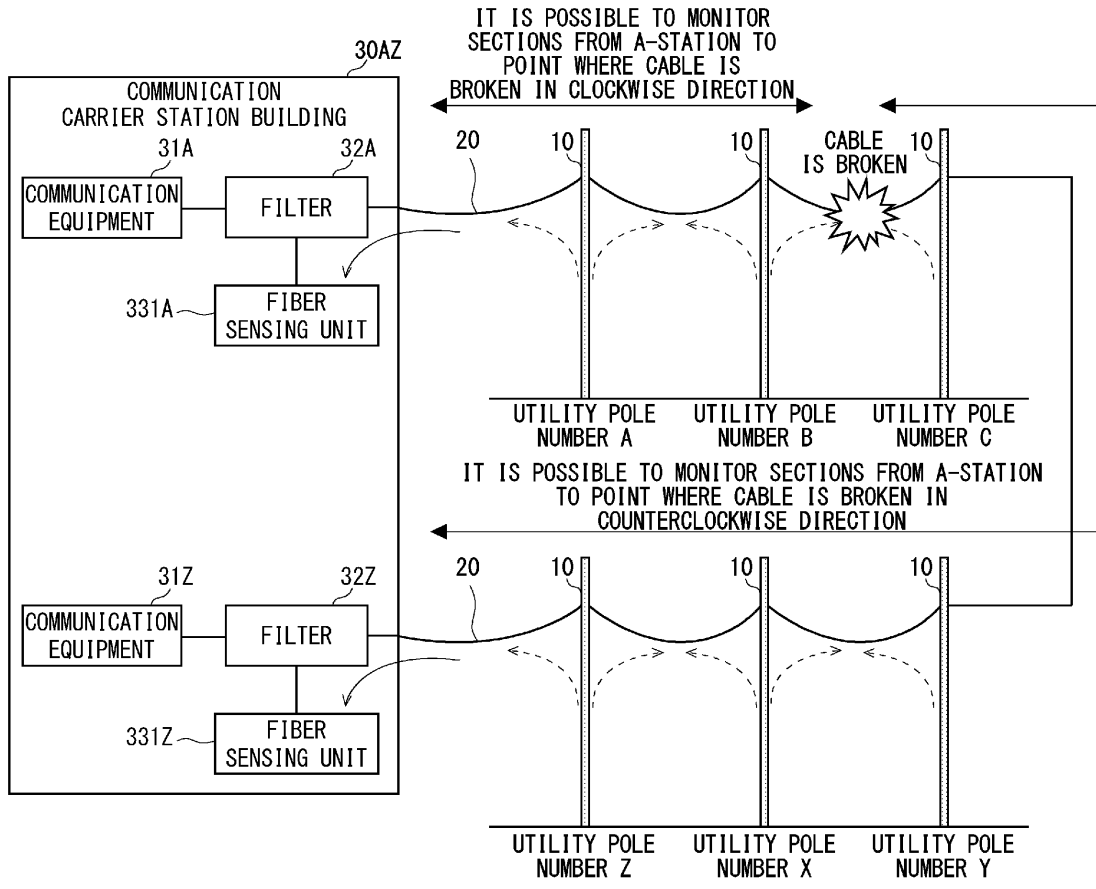 IT IS POSSIBLE TO MONITOR
SECTIONS FROM A-STATION TO
POINT WHERE CABLE IS
BROKEN IN CLOCKWISE DIRECTION
30AZ
COMMUNICATION
CARRIER STATION BUILDING
31A
32A
20
10
10
CABLE
IS BROKEN
10
COMMUNICATION
EQUIPMENT
FILTER
331A
FIBER
SENSING UNIT
UTILITY POLE
NUMBER A
UTILITY POLE
NUMBER B
UTILITY POLE
NUMBER C
IT IS POSSIBLE TO MONITOR SECTIONS FROM A-STATION
TO POINT WHERE CABLE IS BROKEN IN
COUNTERCLOCKWISE DIRECTION
31Z
32Z
20
10
10
10
COMMUNICATION
EQUIPMENT
FILTER
331Z
FIBER
SENSING UNIT
UTILITY POLE
NUMBER Z
UTILITY POLE
NUMBER X
UTILITY POLE
NUMBER Y